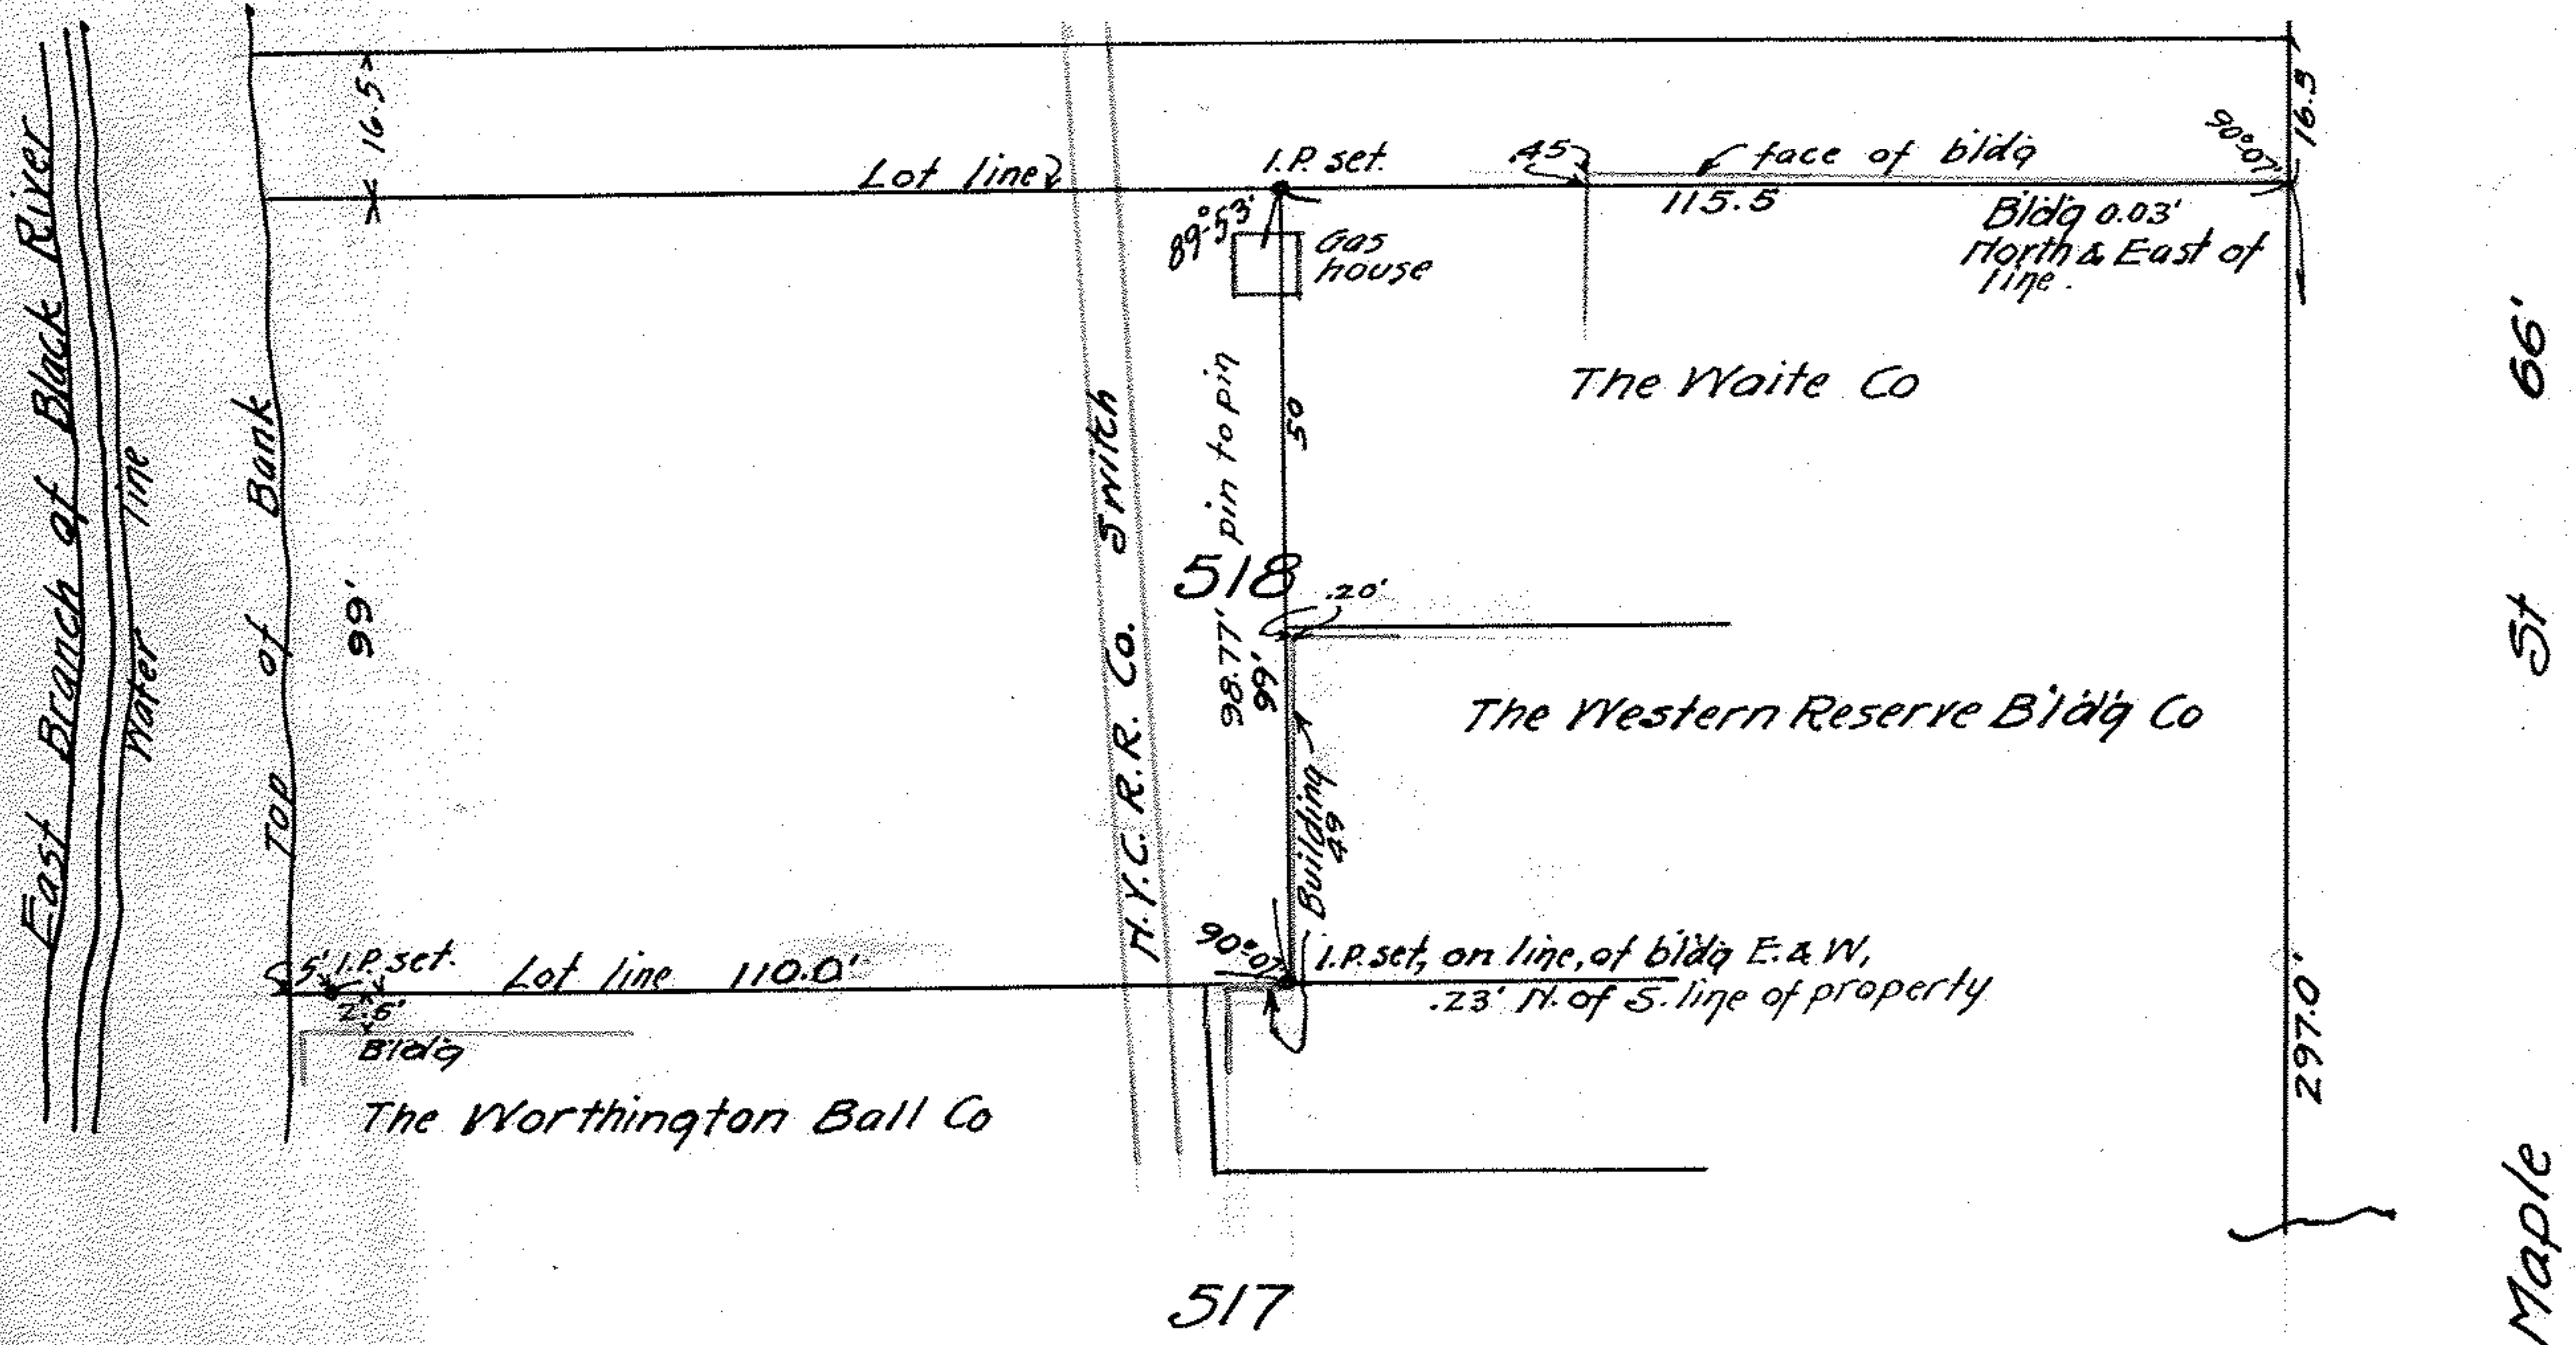 16.5
16.5
90°-07'
Lot line
I.P. set.
.45
face of bldg
115.5
Bldg 0.03'
North & East of
line.
89°-53'
Gas
house
East Branch of Black River
Water line
Top of Bank
99'
N.Y.C. R.R. Co. Switch
98.77' pin to pin
99'
50
The Waite Co
66'
518
.20'
St
The Western Reserve Bldg Co
Building
49
5' I.P. set.
Lot line 110.0'
90°-07'
I.P. set, on line, of bldg E. & W,
.23' N. of S. line of property
2.6'
Bldg
297.0'
The Worthington Ball Co
Maple
517